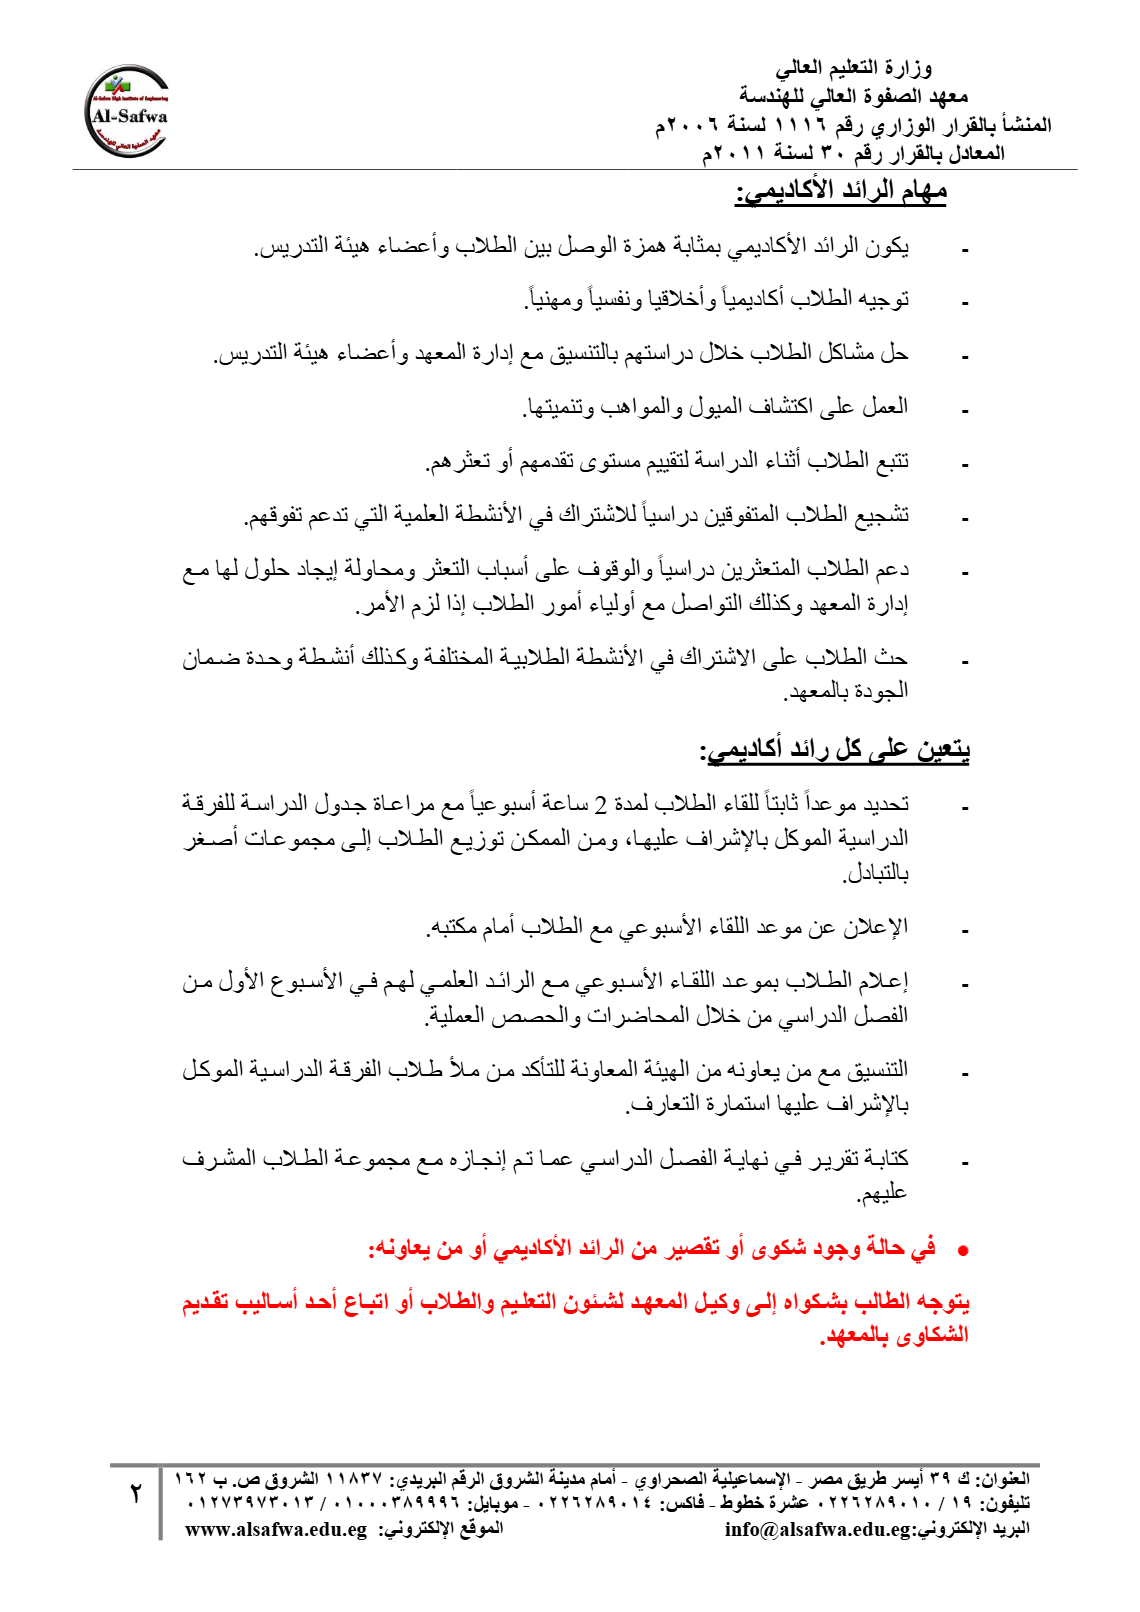 وزارة التعليم العالي
معهد الصفوة العالي للهندسة
المنشأ بالقرار الوزاري رقم ١١١٦ لسنة ٢٠٠٦م
المعادل بالقرار رقم ٣٠ لسنة ٢٠١١م
Al-Safwa High Institute of Engineering
Al-Safwa
معهد الصفوة العالي للهندسة
مهام الرائد الأكاديمي:
- يكون الرائد الأكاديمي بمثابة همزة الوصل بين الطلاب وأعضاء هيئة التدريس.
- توجيه الطلاب أكاديمياً وأخلاقيا ونفسياً ومهنياً.
- حل مشاكل الطلاب خلال دراستهم بالتنسيق مع إدارة المعهد وأعضاء هيئة التدريس.
- العمل على اكتشاف الميول والمواهب وتنميتها.
- تتبع الطلاب أثناء الدراسة لتقييم مستوى تقدمهم أو تعثرهم.
- تشجيع الطلاب المتفوقين دراسياً للاشتراك في الأنشطة العلمية التي تدعم تفوقهم.
- دعم الطلاب المتعثرين دراسياً والوقوف على أسباب التعثر ومحاولة إيجاد حلول لها مع
إدارة المعهد وكذلك التواصل مع أولياء أمور الطلاب إذا لزم الأمر.
- حث الطلاب على الاشتراك في الأنشطة الطلابية المختلفة وكذلك أنشطة وحدة ضمان
الجودة بالمعهد.
يتعين على كل رائد أكاديمي:
- تحديد موعداً ثابتاً للقاء الطلاب لمدة 2 ساعة أسبوعياً مع مراعاة جدول الدراسة للفرقة
الدراسية الموكل بالإشراف عليها، ومن الممكن توزيع الطلاب إلى مجموعات أصغر
بالتبادل.
- الإعلان عن موعد اللقاء الأسبوعي مع الطلاب أمام مكتبه.
- إعلام الطلاب بموعد اللقاء الأسبوعي مع الرائد العلمي لهم في الأسبوع الأول من
الفصل الدراسي من خلال المحاضرات والحصص العملية.
- التنسيق مع من يعاونه من الهيئة المعاونة للتأكد من ملأ طلاب الفرقة الدراسية الموكل
بالإشراف عليها استمارة التعارف.
- كتابة تقرير في نهاية الفصل الدراسي عما تم إنجازه مع مجموعة الطلاب المشرف
عليهم.
• في حالة وجود شكوى أو تقصير من الرائد الأكاديمي أو من يعاونه:
يتوجه الطالب بشكواه إلى وكيل المعهد لشئون التعليم والطلاب أو اتباع أحد أساليب تقديم
الشكاوى بالمعهد.
العنوان: ك ٣٩ أيسر طريق مصر - الإسماعيلية الصحراوي - أمام مدينة الشروق الرقم البريدي: ١١٨٣٧ الشروق ص. ب ١٦٢
تليفون: ١٩ / ٠٢٢٦٢٨٩٠١٠ عشرة خطوط - فاكس: ٠٢٢٦٢٨٩٠١٤ - موبايل: ٠١٠٠٠٣٨٩٩٩٦ / ٠١٢٧٣٩٧٣٠١٣
البريد الإلكتروني:info@alsafwa.edu.eg الموقع الإلكتروني: www.alsafwa.edu.eg
٢